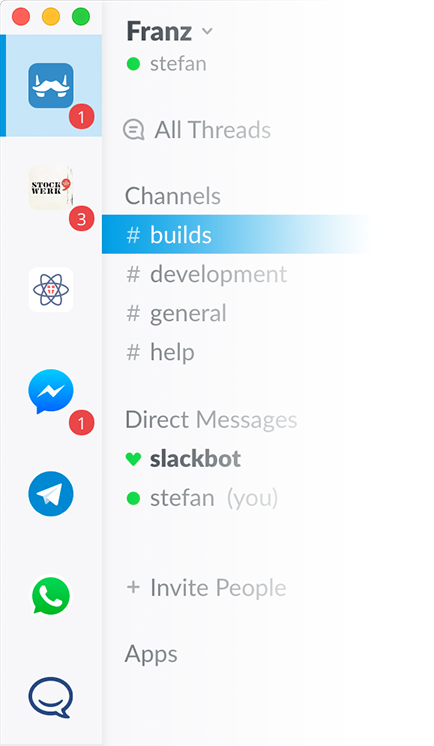 Franz
stefan
1
All Threads
STOCK
WERK
3
Channels
# builds
# development
# general
# help
1
Direct Messages
slackbot
stefan (you)
+ Invite People
Apps